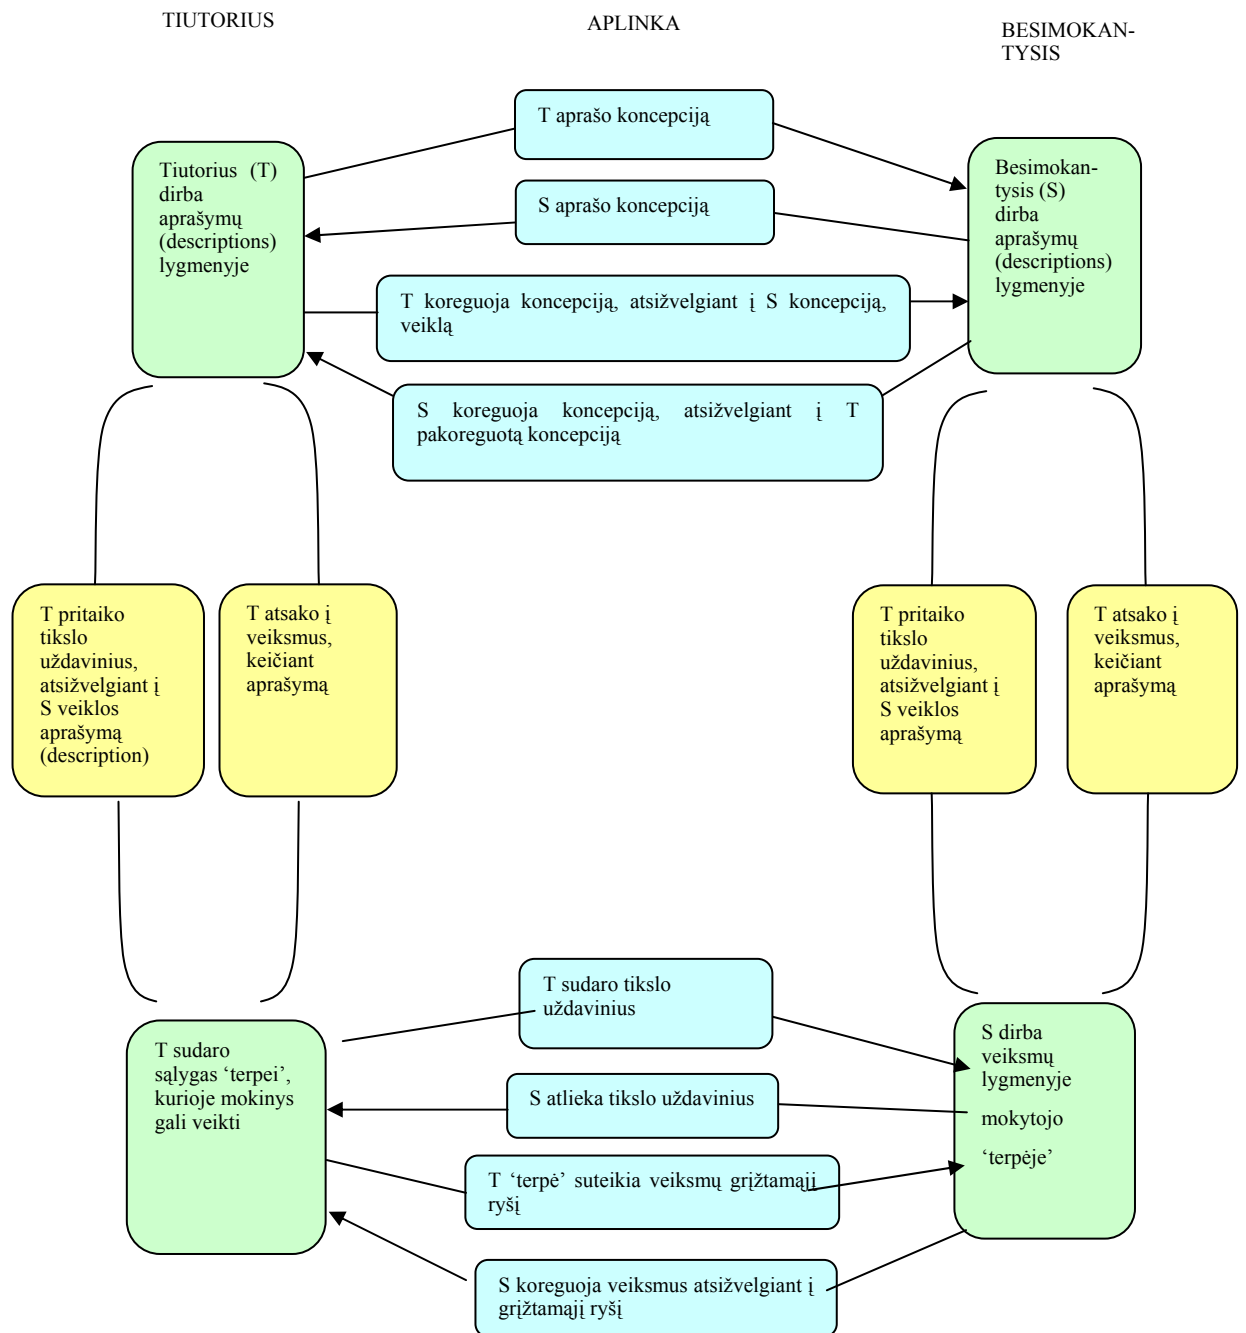 TIUTORIUS
APLINKA
BESIMOKAN-
TYSIS
T aprašo koncepciją
Tiutorius (T)
dirba
aprašymų
(descriptions)
lygmenyje
S aprašo koncepciją
Besimokan-
tysis (S)
dirba
aprašymų
(descriptions)
lygmenyje
T koreguoja koncepciją, atsižvelgiant į S koncepciją,
veiklą
S koreguoja koncepciją, atsižvelgiant į T
pakoreguotą koncepciją
T pritaiko
tikslo
uždavinius,
atsižvelgiant į
S veiklos
aprašymą
(description)
T atsako į
veiksmus,
keičiant
aprašymą
T pritaiko
tikslo
uždavinius,
atsižvelgiant į
S veiklos
aprašymą
T atsako į
veiksmus,
keičiant
aprašymą
T sudaro tikslo
uždavinius
T sudaro
sąlygas ‘terpei’,
kurioje mokinys
gali veikti
S dirba
veiksmų
lygmenyje
mokytojo
‘terpėje’
S atlieka tikslo uždavinius
T ‘terpė’ suteikia veiksmų grįžtamąjį
ryšį
S koreguoja veiksmus atsižvelgiant į
grįžtamąjį ryšį